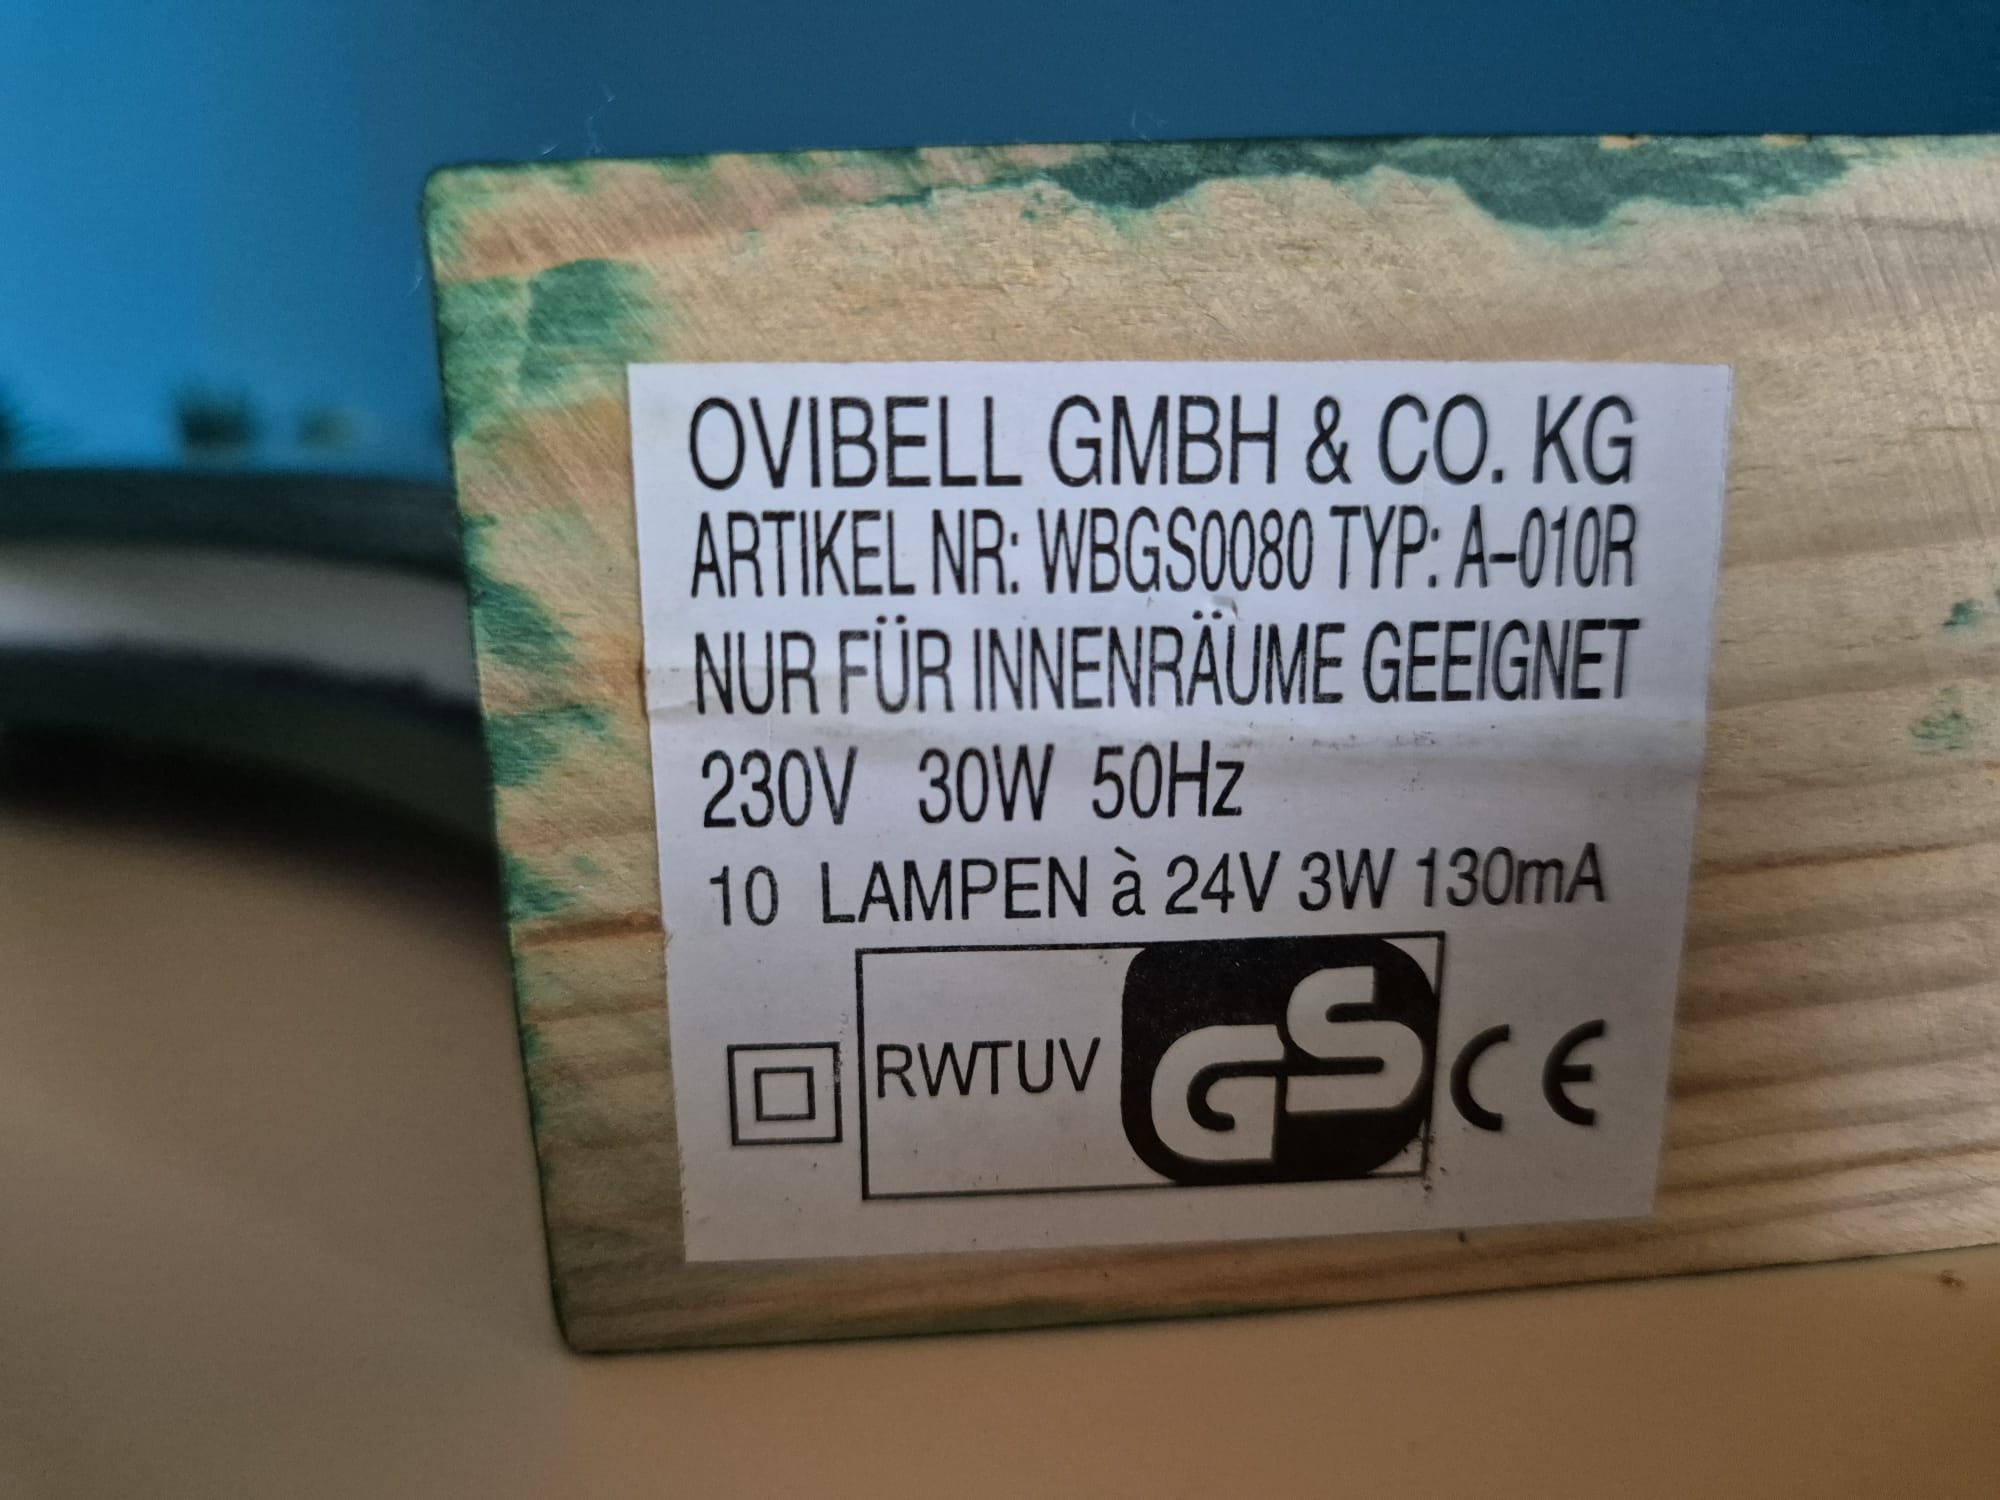 OVIBELL GMBH & CO. KG
ARTIKEL NR: WBGS0080 TYP: A-010R
NUR FÜR INNENRÄUME GEEIGNET
230V 30W 50Hz
10 LAMPEN à 24V 3W 130mA
RWTUV GS CE